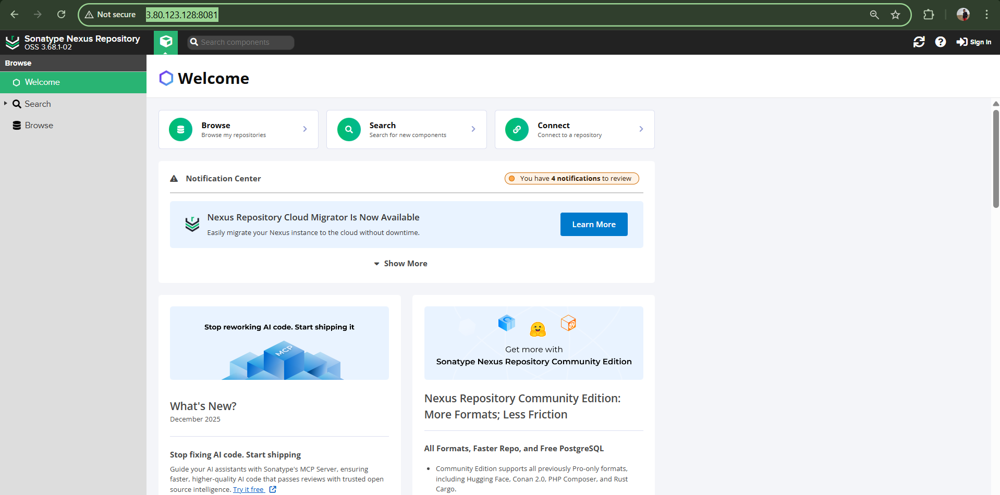 Not secure
3.80.123.128:8081
Sonatype Nexus Repository
OSS 3.68.1-02
Search components
Sign in
Browse
Welcome
Search
Browse
Welcome
Browse
Browse my repositories
Search
Search for new components
Connect
Connect to a repository
Notification Center
You have 4 notifications to review
Nexus Repository Cloud Migrator Is Now Available
Easily migrate your Nexus instance to the cloud without downtime.
Learn More
Show More
Stop reworking AI code. Start shipping it
MCP
What's New?
December 2025
Stop fixing AI code. Start shipping
Guide your AI assistants with Sonatype's MCP Server, ensuring
faster, higher-quality AI code that passes reviews with trusted open
source intelligence. Try it free
Get more with
Sonatype Nexus Repository Community Edition
Nexus Repository Community Edition:
More Formats; Less Friction
All Formats, Faster Repo, and Free PostgreSQL
• Community Edition supports all previously Pro-only formats,
including Hugging Face, Conan 2.0, PHP Composer, and Rust
Cargo.